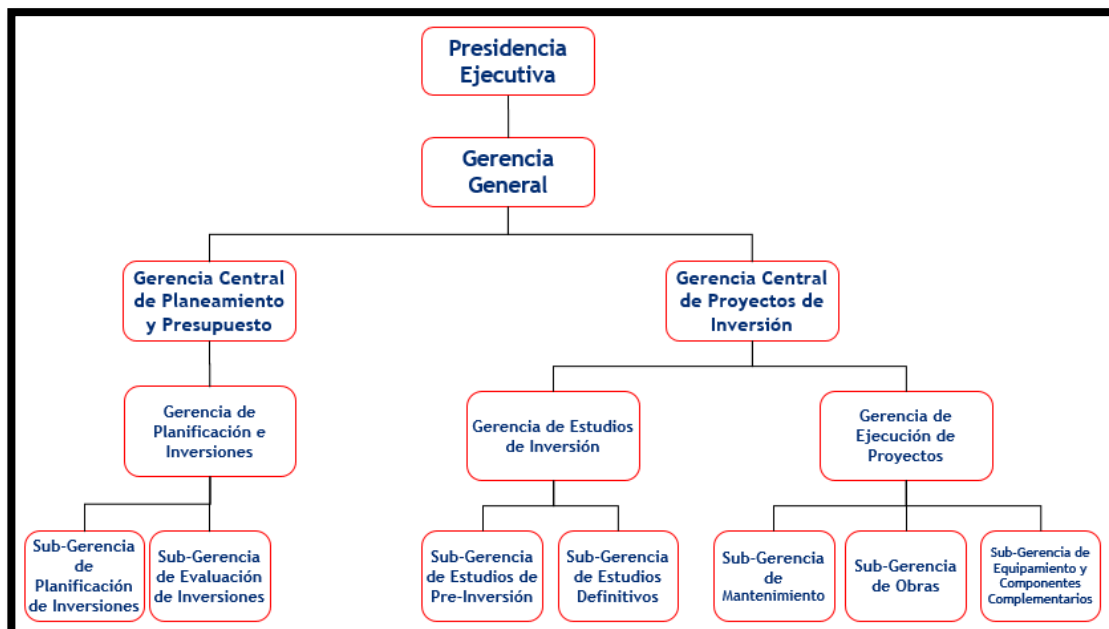 Presidencia
Ejecutiva
Gerencia
General
Gerencia Central
de Planeamiento
y Presupuesto
Gerencia Central
de Proyectos de
Inversión
Gerencia de
Planificación e
Inversiones
Gerencia de Estudios
de Inversión
Gerencia de
Ejecución de
Proyectos
Sub-Gerencia
de
Planificación
de Inversiones
Sub-Gerencia
de Evaluación
de Inversiones
Sub-Gerencia
de Estudios de
Pre-Inversión
Sub-Gerencia
de Estudios
Definitivos
Sub-Gerencia
de
Mantenimiento
Sub-Gerencia
de Obras
Sub-Gerencia de
Equipamiento y
Componentes
Complementarios